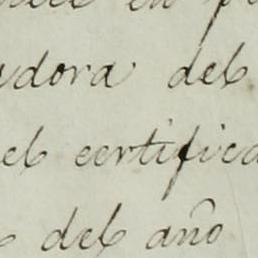 en
dora del
el certifica
del año